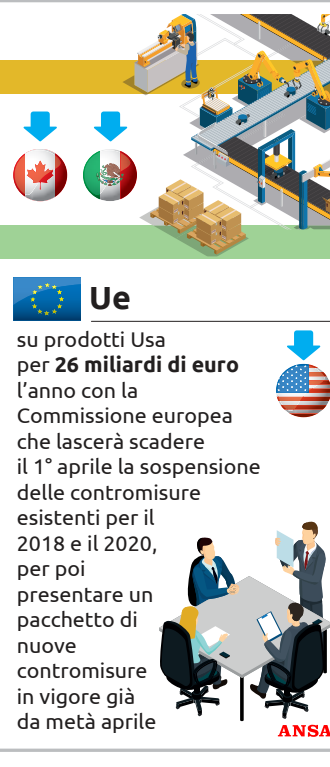 Ue
su prodotti Usa
per 26 miliardi di euro
l'anno con la
Commissione europea
che lascerà scadere
il 1° aprile la sospensione
delle contromisure
esistenti per il
2018 e il 2020,
per poi
presentare un
pacchetto di
nuove
contromisure
in vigore già
da metà aprile
ANSA